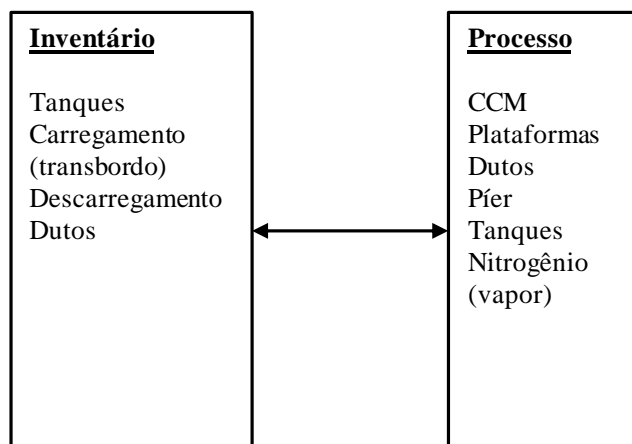 Inventário
Tanques
Carregamento
(transbordo)
Descarregamento
Dutos
Processo
CCM
Plataformas
Dutos
Píer
Tanques
Nitrogênio
(vapor)